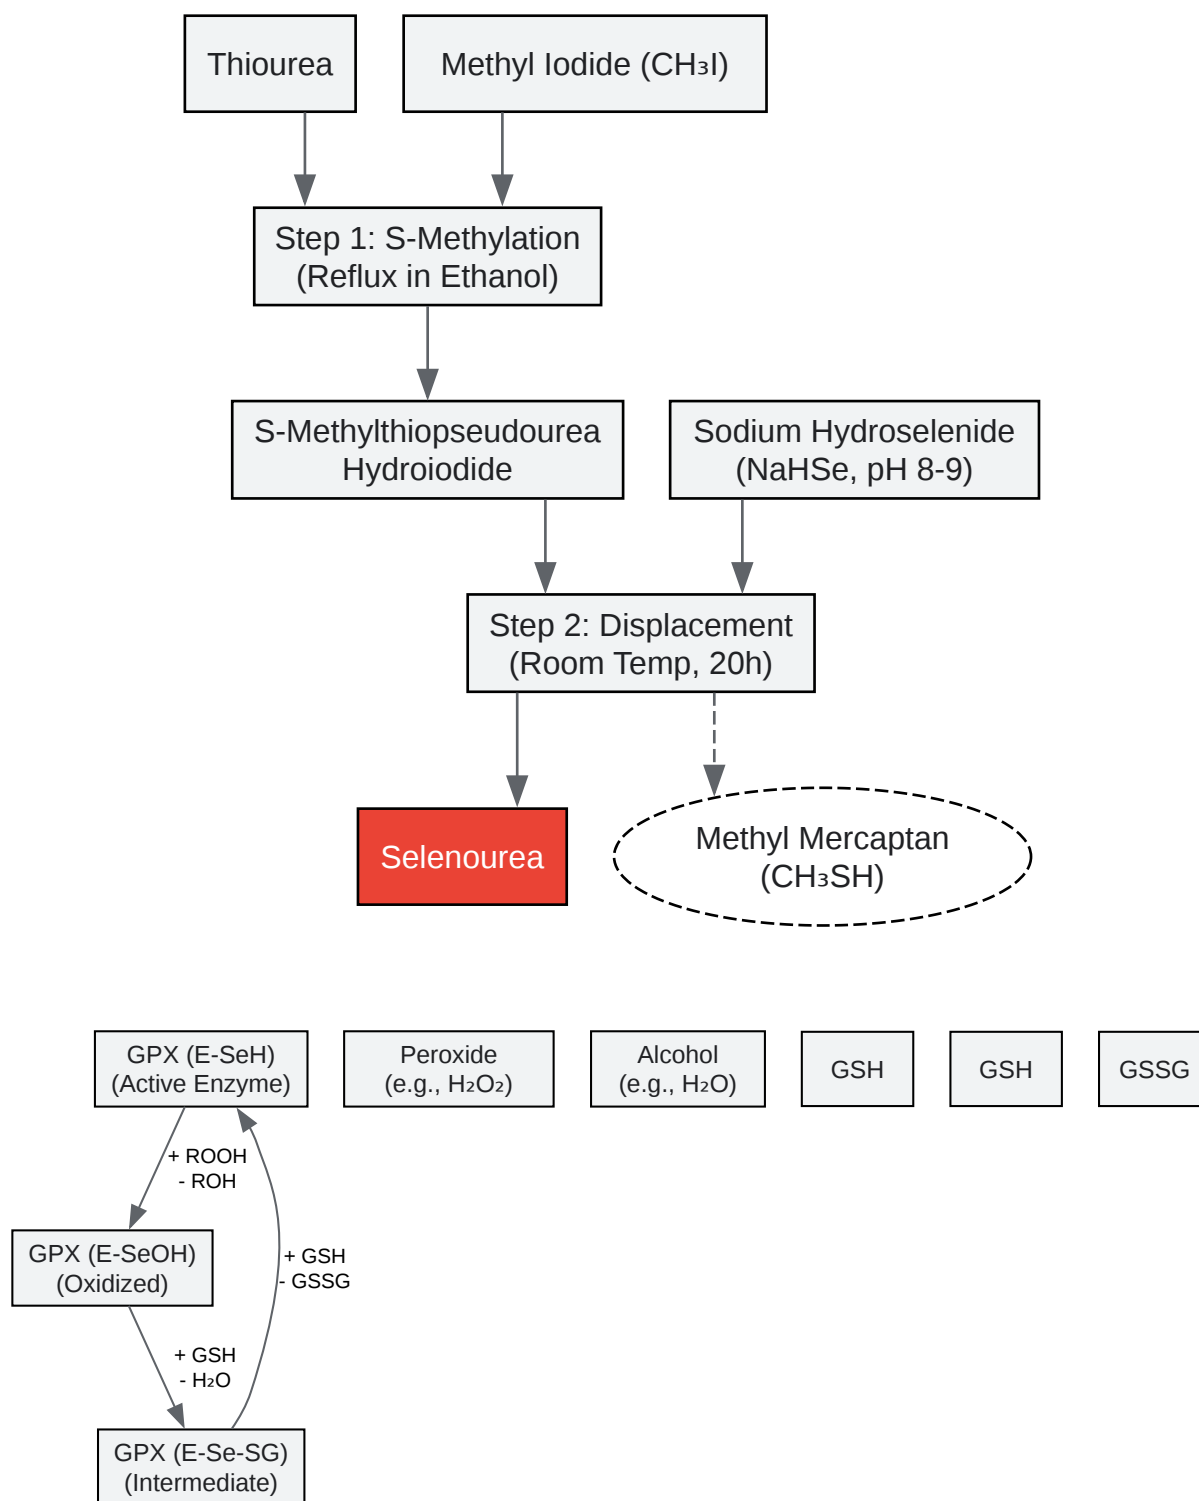 Thiourea
Methyl Iodide (CH₃I)
Step 1: S-Methylation
(Reflux in Ethanol)
S-Methylthiopseudourea
Hydroiodide
Sodium Hydroselenide
(NaHSe, pH 8-9)
Step 2: Displacement
(Room Temp, 20h)
Selenourea
Methyl Mercaptan
(CH₃SH)
GPX (E-SeH)
(Active Enzyme)
Peroxide
(e.g., H₂O₂)
Alcohol
(e.g., H₂O)
GSH
GSH
GSSG
+ ROOH
- ROH
GPX (E-SeOH)
(Oxidized)
+ GSH
- GSSG
+ GSH
- H₂O
GPX (E-Se-SG)
(Intermediate)